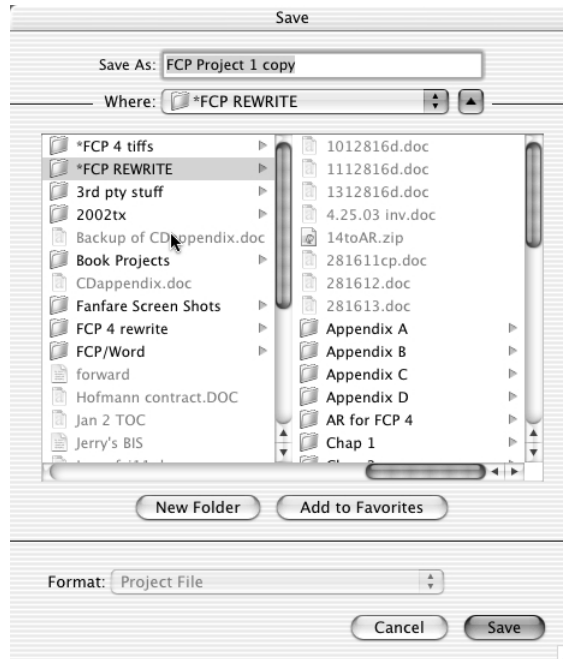 Save
Save As: FCP Project 1 copy
Where: *FCP REWRITE
*FCP 4 tiffs
*FCP REWRITE
3rd pty stuff
2002tx
Backup of CDappendix.doc
Book Projects
CDappendix.doc
Fanfare Screen Shots
FCP 4 rewrite
FCP/Word
forward
Hofmann contract.DOC
Jan 2 TOC
Jerry's BIS
1012816d.doc
1112816d.doc
1312816d.doc
4.25.03 inv.doc
14toAR.zip
281611cp.doc
281612.doc
281613.doc
Appendix A
Appendix B
Appendix C
Appendix D
AR for FCP 4
Chap 1
New Folder Add to Favorites
Format: Project File
Cancel Save